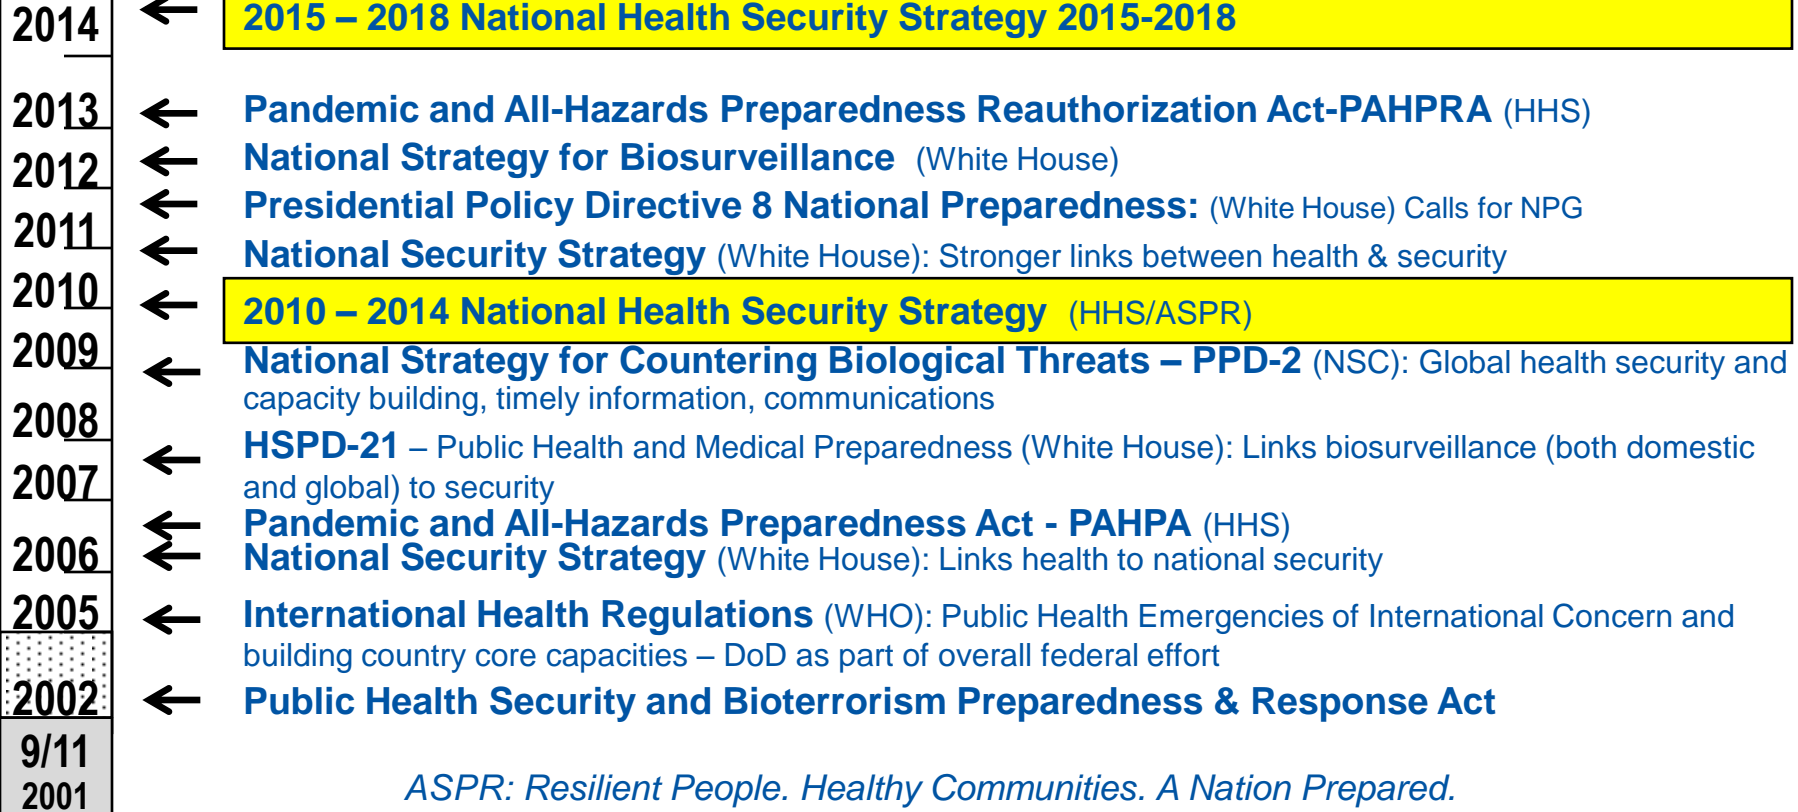 2014 2015 – 2018 National Health Security Strategy 2015-2018
2013 Pandemic and All-Hazards Preparedness Reauthorization Act-PAHPRA (HHS)
2012 National Strategy for Biosurveillance (White House)
Presidential Policy Directive 8 National Preparedness: (White House) Calls for NPG
2011 National Security Strategy (White House): Stronger links between health & security
2010 2010 – 2014 National Health Security Strategy (HHS/ASPR)
2009 National Strategy for Countering Biological Threats – PPD-2 (NSC): Global health security and
capacity building, timely information, communications
2008 HSPD-21 – Public Health and Medical Preparedness (White House): Links biosurveillance (both domestic
2007 and global) to security
Pandemic and All-Hazards Preparedness Act - PAHPA (HHS)
2006 National Security Strategy (White House): Links health to national security
2005 International Health Regulations (WHO): Public Health Emergencies of International Concern and
building country core capacities – DoD as part of overall federal effort
2002 Public Health Security and Bioterrorism Preparedness & Response Act
9/11
2001 ASPR: Resilient People. Healthy Communities. A Nation Prepared.